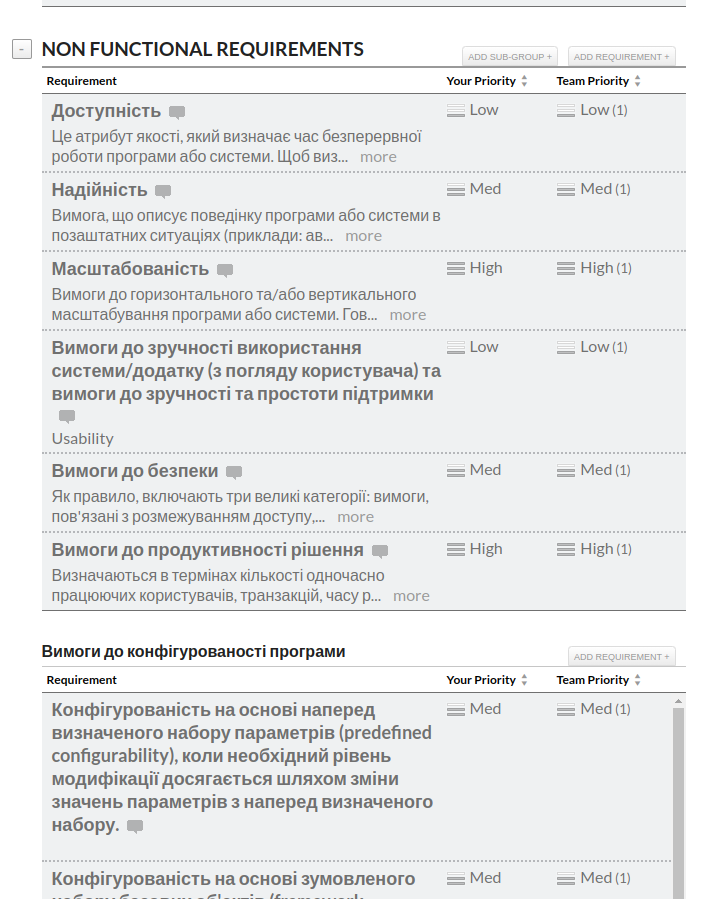 -
NON FUNCTIONAL REQUIREMENTS
ADD SUB-GROUP + ADD REQUIREMENT +
Requirement Your Priority Team Priority
Доступність Low Low (1)
Це атрибут якості, який визначає час безперервної
роботи програми або системи. Щоб виз... more
Надійність Med Med (1)
Вимога, що описує поведінку програми або системи в
позаштатних ситуаціях (приклади: ав... more
Масштабованість High High (1)
Вимоги до горизонтального та/або вертикального
масштабування програми або системи. Гов... more
Вимоги до зручності використання Low Low (1)
системи/додатку (з погляду користувача) та
вимоги до зручності та простоти підтримки
Usability
Вимоги до безпеки Med Med (1)
Як правило, включають три великі категорії: вимоги,
пов'язані з розмежуванням доступу,... more
Вимоги до продуктивності рішення High High (1)
Визначаються в термінах кількості одночасно
працюючих користувачів, транзакцій, часу р... more
Вимоги до конфігурованості програми ADD REQUIREMENT +
Requirement Your Priority Team Priority
Конфігурованість на основі наперед Med Med (1)
визначеного набору параметрів (predefined
configurability), коли необхідний рівень
модифікації досягається шляхом зміни
значень параметрів з наперед визначеного
набору.
Конфігурованість на основі зумовленого Med Med (1)